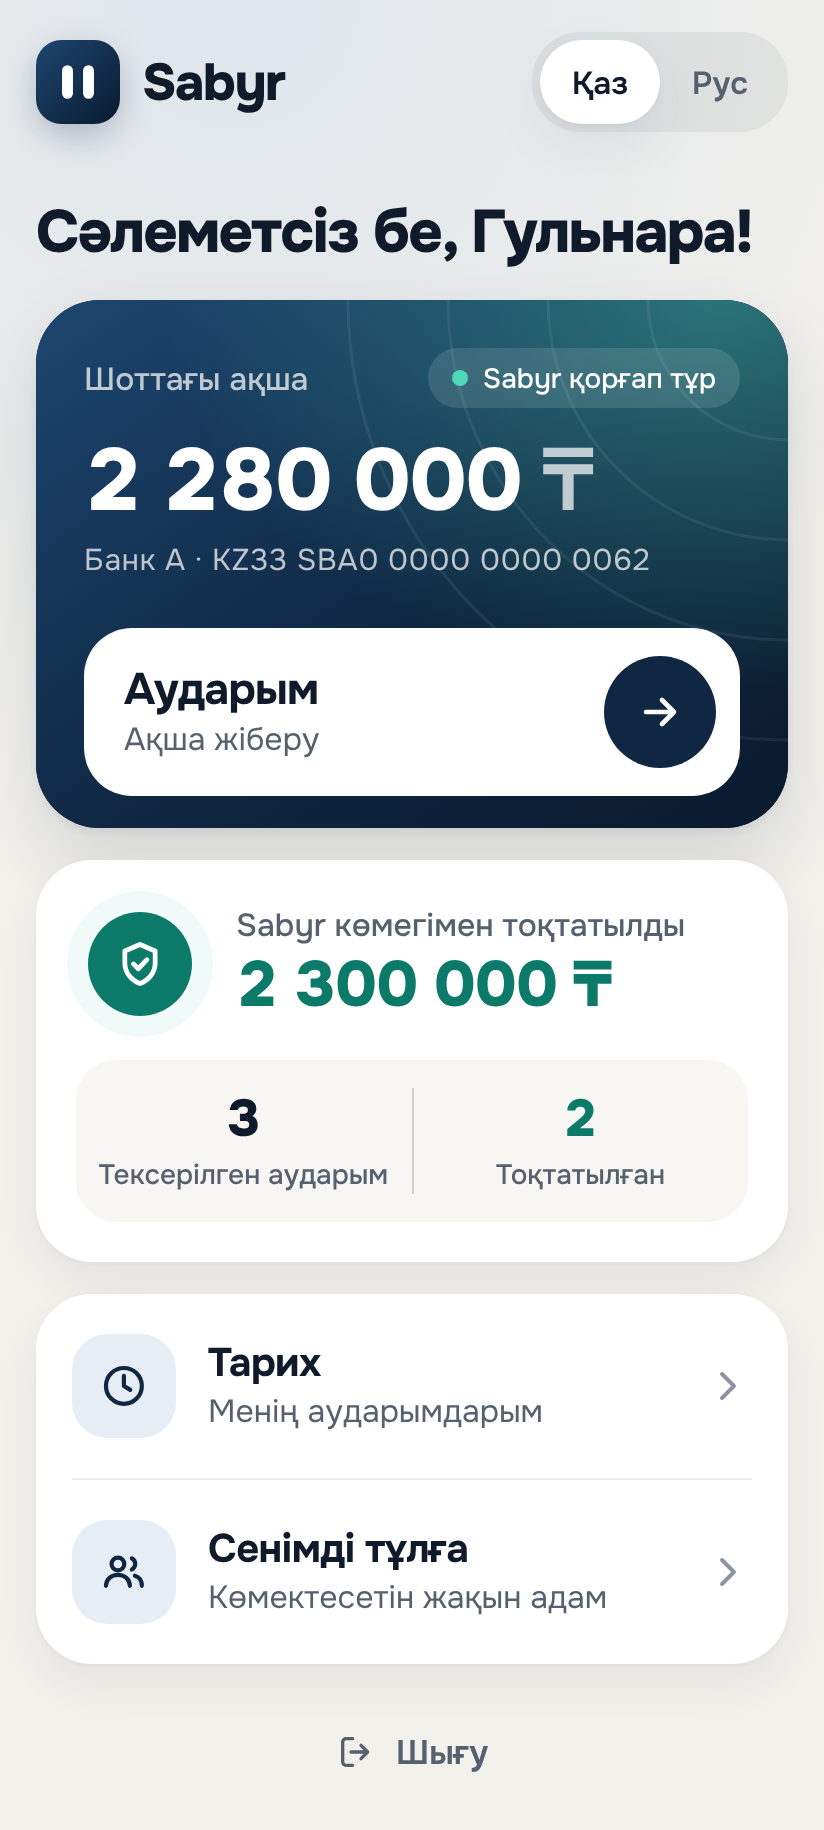 Sabyr
Қаз Рус
Сәлеметсіз бе, Гульнара!
Шоттағы ақша
Sabyr қорғап тұр
2 280 000 ₸
Банк А · KZ33 SBA0 0000 0000 0062
Аударым
Ақша жіберу
Sabyr көмегімен тоқтатылды
2 300 000 ₸
3
Тексерілген аударым
2
Тоқтатылған
Тарих
Менің аударымдарым
Сенімді тұлға
Көмектесетін жақын адам
Шығу